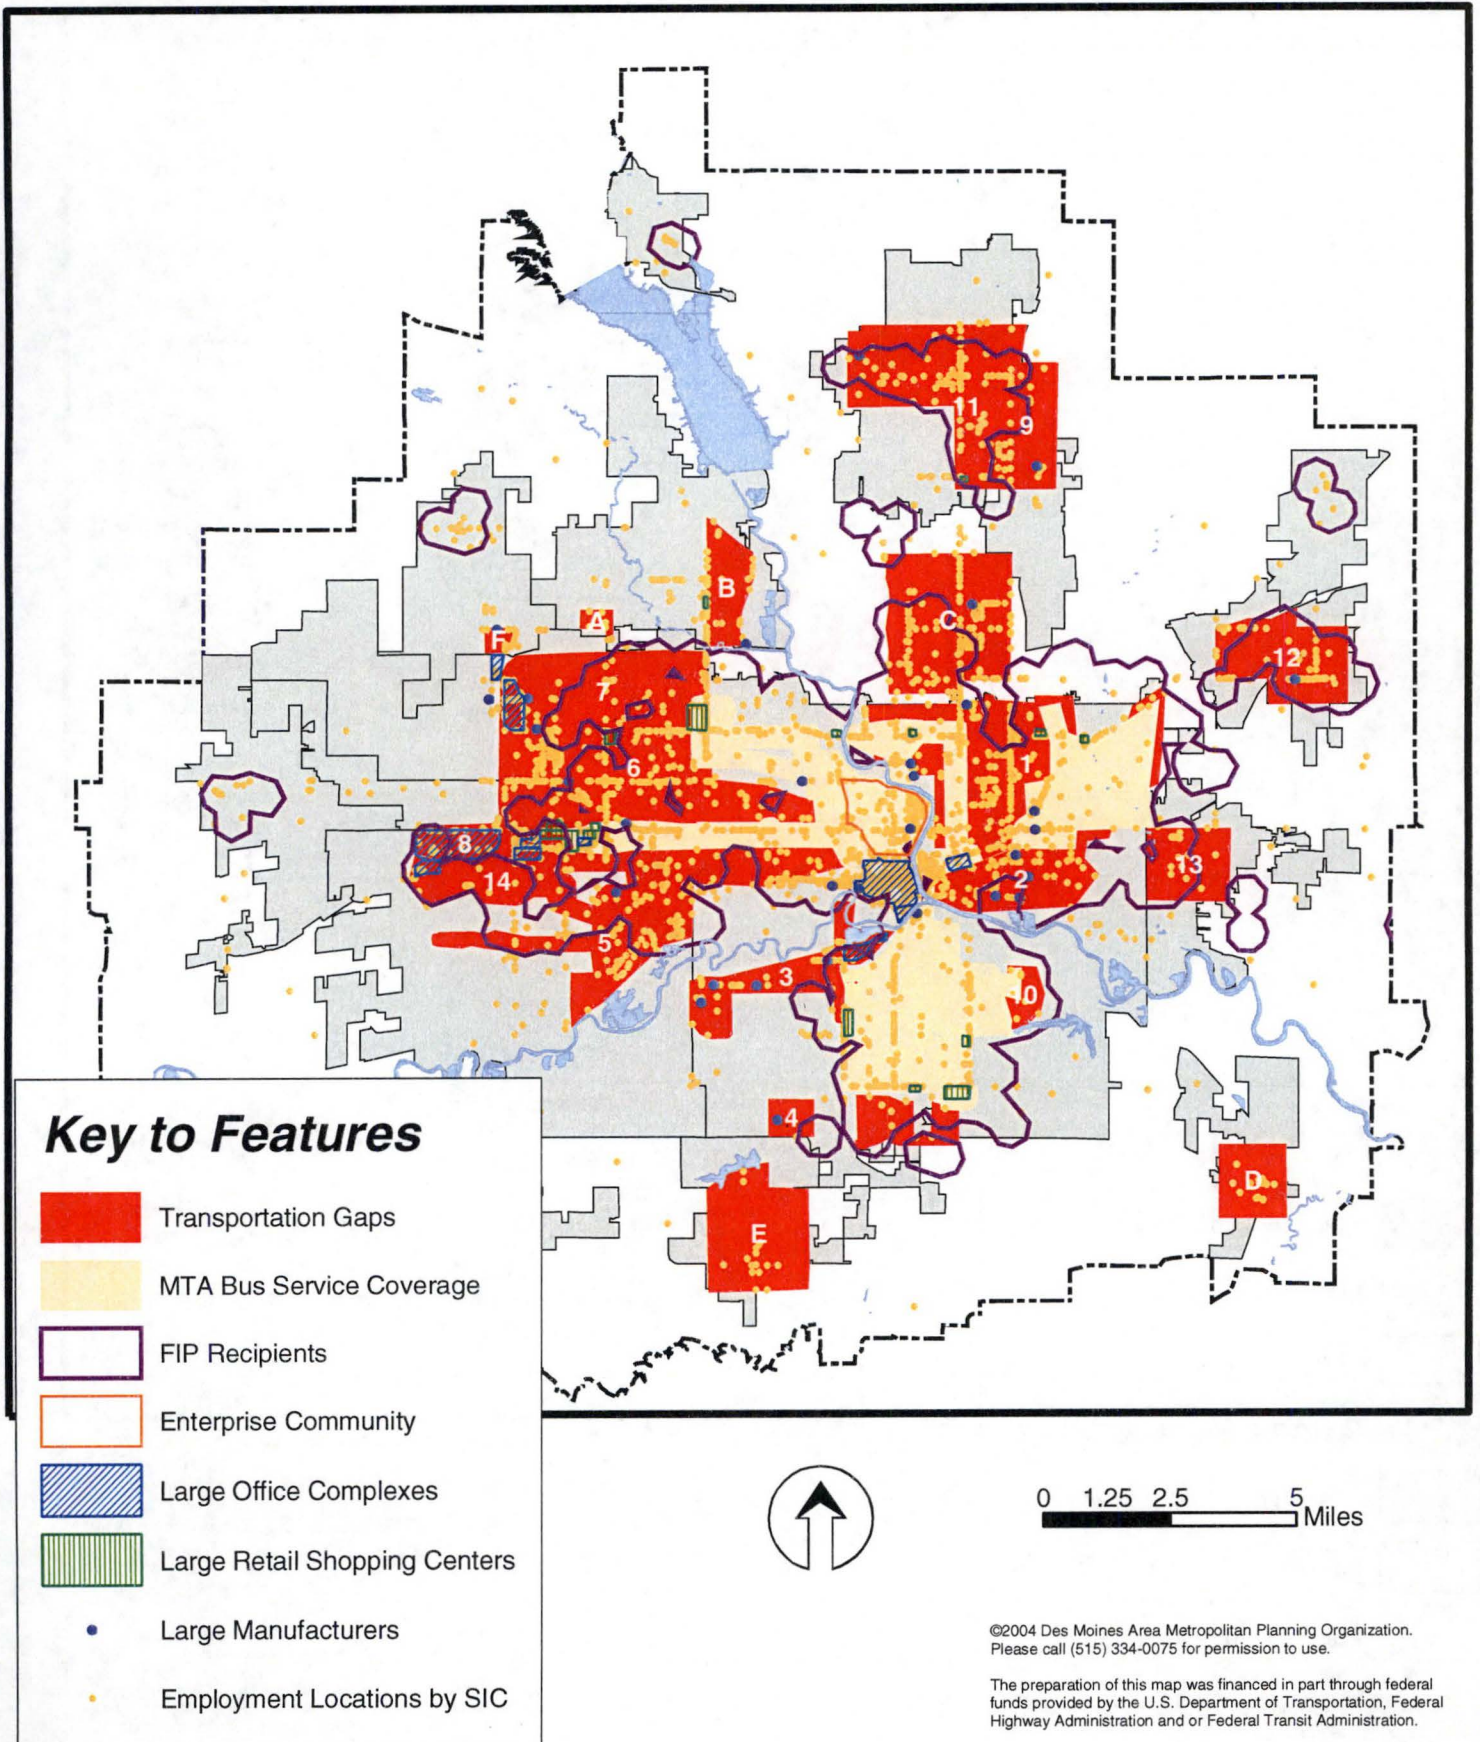 11
9
B
C
A
F
12
7
6
1
8
13
14
2
5
3
10
4
D
E
Key to Features
Transportation Gaps
MTA Bus Service Coverage
FIP Recipients
Enterprise Community
Large Office Complexes
Large Retail Shopping Centers
Large Manufacturers
Employment Locations by SIC
0 1.25 2.5 5
Miles
©2004 Des Moines Area Metropolitan Planning Organization.
Please call (515) 334-0075 for permission to use.
The preparation of this map was financed in part through federal
funds provided by the U.S. Department of Transportation, Federal
Highway Administration and or Federal Transit Administration.